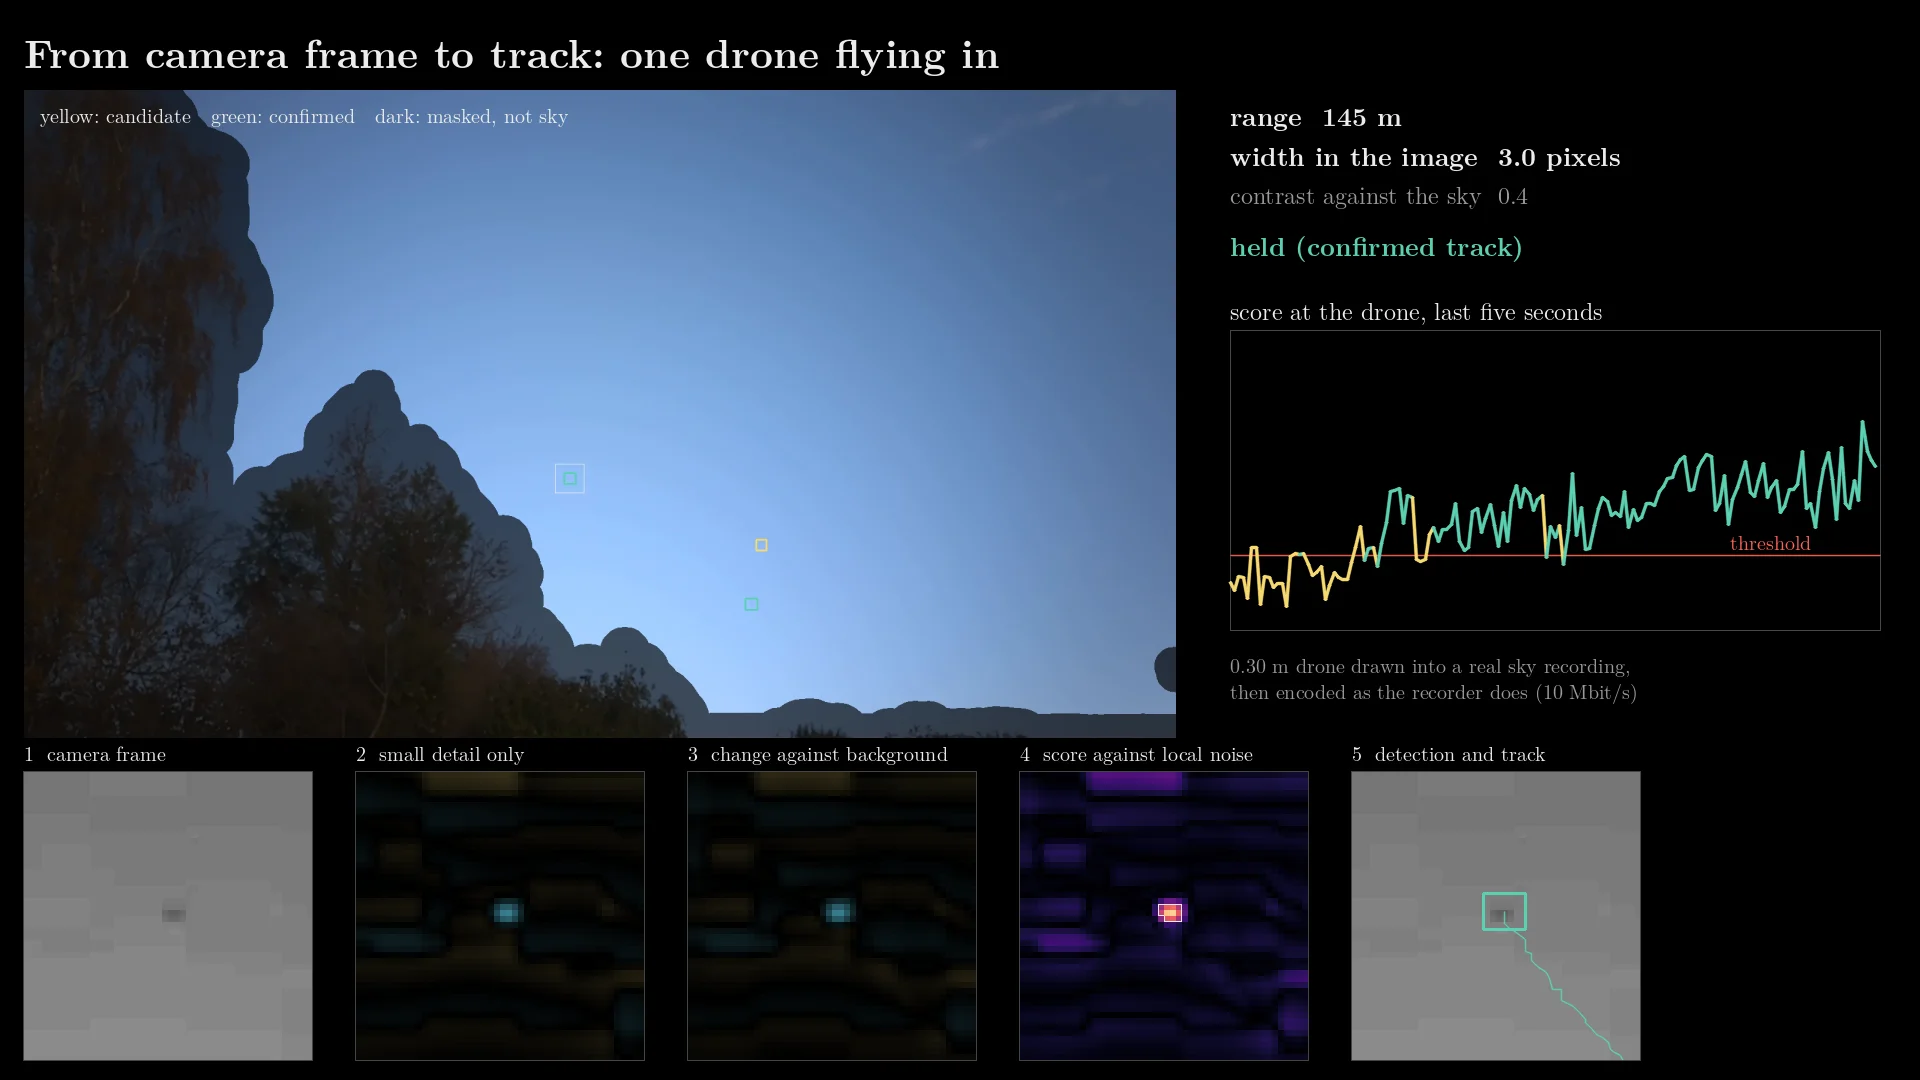 From camera frame to track: one drone flying in
yellow: candidate green: confirmed dark: masked, not sky
range 145 m
width in the image 3.0 pixels
contrast against the sky 0.4
held (confirmed track)
score at the drone, last five seconds
threshold
0.30 m drone drawn into a real sky recording,
then encoded as the recorder does (10 Mbit/s)
1 camera frame
2 small detail only
3 change against background
4 score against local noise
5 detection and track